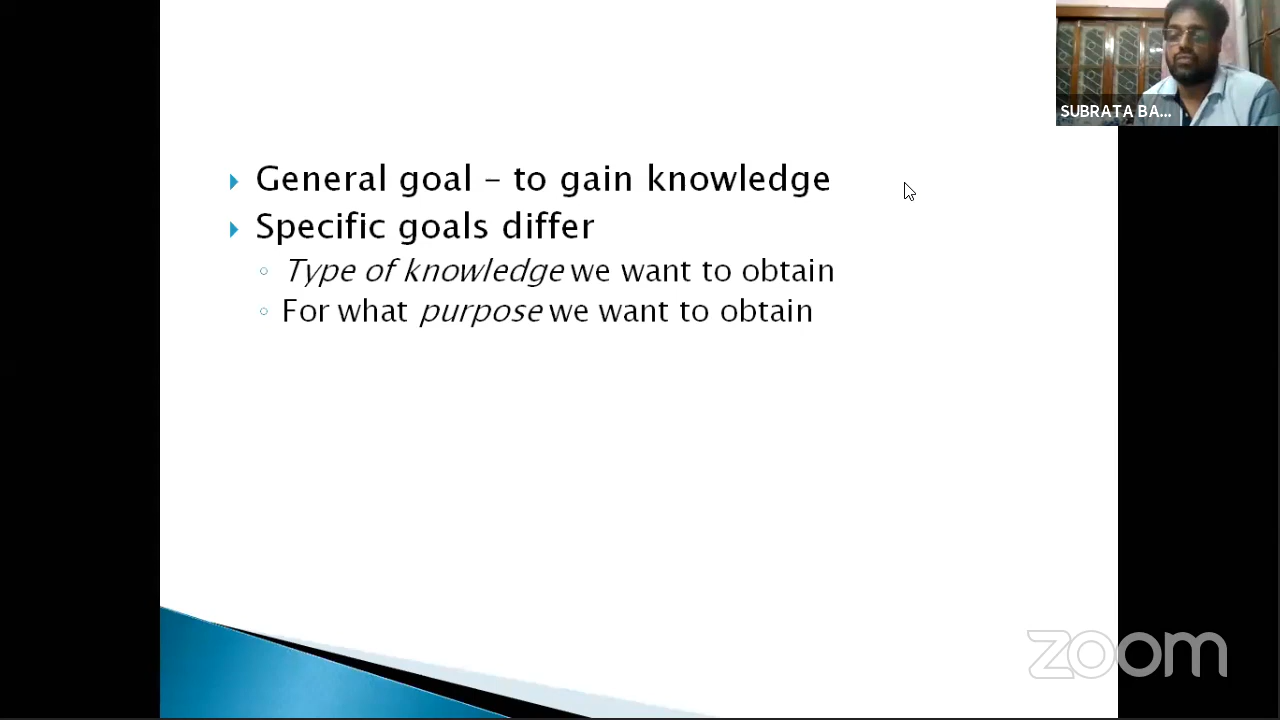 SUBRATA BA...
General goal – to gain knowledge
Specific goals differ
Type of knowledge we want to obtain
For what purpose we want to obtain
zoom